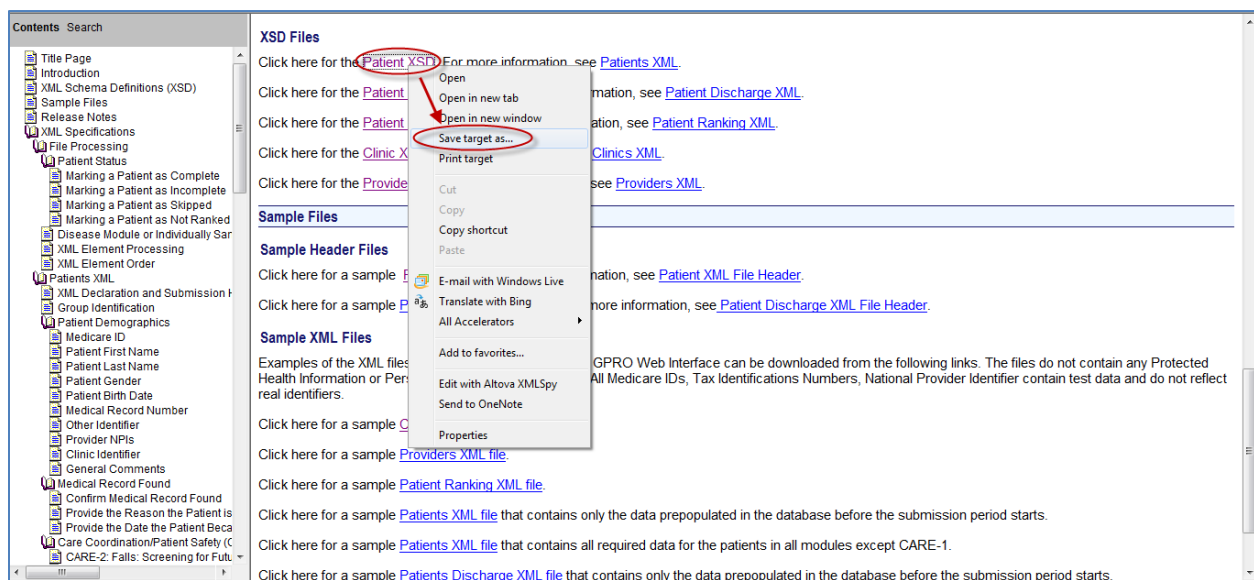 Contents Search
Title Page
Introduction
XML Schema Definitions (XSD)
Sample Files
Release Notes
XML Specifications
File Processing
Patient Status
Marking a Patient as Complete
Marking a Patient as Incomplete
Marking a Patient as Skipped
Marking a Patient as Not Ranked
Disease Module or Individually Sar
XML Element Processing
XML Element Order
Patients XML
XML Declaration and Submission H
Group Identification
Patient Demographics
Medicare ID
Patient First Name
Patient Last Name
Patient Gender
Patient Birth Date
Medical Record Number
Other Identifier
Provider NPIs
Clinic Identifier
General Comments
Medical Record Found
Confirm Medical Record Found
Provide the Reason the Patient is
Provide the Date the Patient Beca
Care Coordination/Patient Safety (C
CARE-2: Falls: Screening for Futu
XSD Files
Click here for the Patient XSD. For more information, see Patients XML.
Click here for the Patient mation, see Patient Discharge XML.
Click here for the Patient ation, see Patient Ranking XML.
Click here for the Clinic X Clinics XML.
Click here for the Provide see Providers XML.
Sample Files
Sample Header Files
Click here for a sample mation, see Patient XML File Header.
Click here for a sample P more information, see Patient Discharge XML File Header.
Sample XML Files
Examples of the XML files GPRO Web Interface can be downloaded from the following links. The files do not contain any Protected
Health Information or Pers All Medicare IDs, Tax Identifications Numbers, National Provider Identifier contain test data and do not reflect
real identifiers.
Click here for a sample C
Click here for a sample Providers XML file.
Click here for a sample Patient Ranking XML file.
Click here for a sample Patients XML file that contains only the data prepopulated in the database before the submission period starts.
Click here for a sample Patients XML file that contains all required data for the patients in all modules except CARE-1.
Click here for a sample Patients Discharge XML file that contains only the data prepopulated in the database before the submission period starts.
Open
Open in new tab
Open in new window
Save target as...
Print target
Cut
Copy
Copy shortcut
Paste
E-mail with Windows Live
Translate with Bing
All Accelerators
Add to favorites...
Edit with Altova XMLSpy
Send to OneNote
Properties